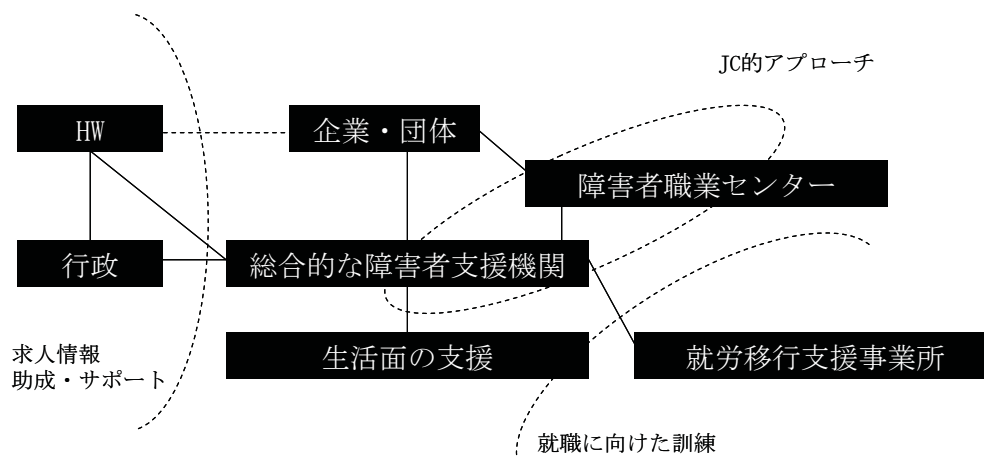 JC的アプローチ
HW
企業・団体
障害者職業センター
行政
総合的な障害者支援機関
求人情報
助成・サポート
生活面の支援
就労移行支援事業所
就職に向けた訓練